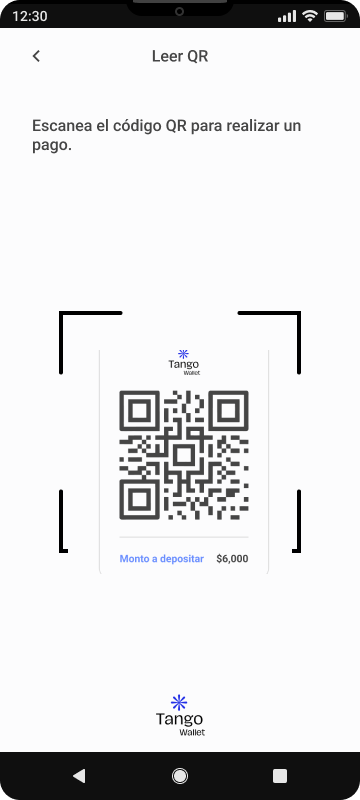 12:30
Leer QR
Escanea el código QR para realizar un
pago.
Tango
Wallet
Monto a depositar $6,000
Tango
Wallet